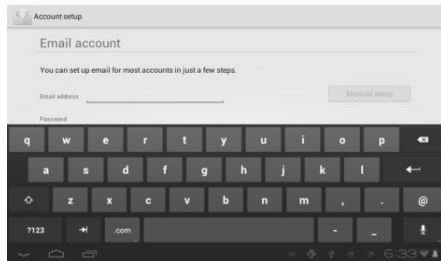 Account setup
Email account
You can set up email for most accounts in just a few steps.
Email address
Manual setup
Password
q w e r t y u i o p
a s d f g h j k l
z x c v b n m , . @
?123 .com - _
6:33